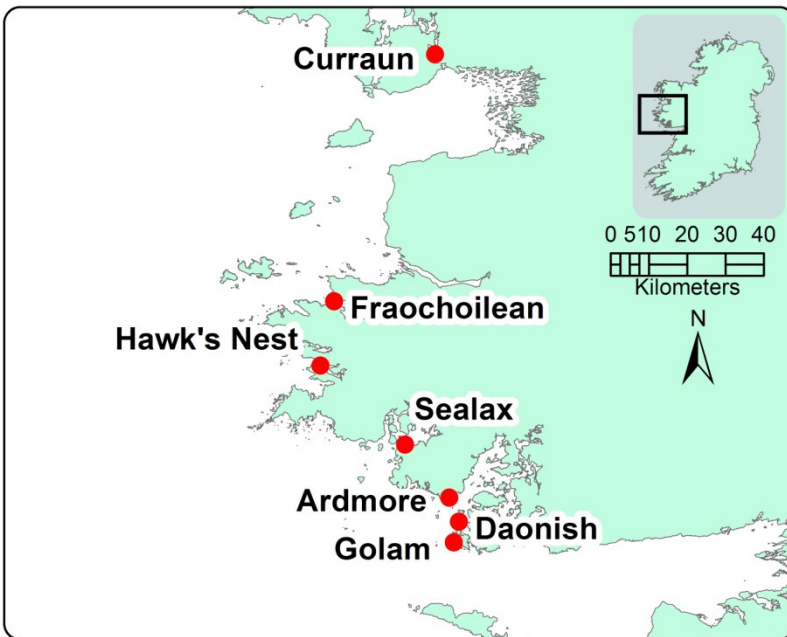 Curraun
0 5 10 20 30 40
Kilometers
N
Fraochoilean
Hawk's Nest
Sealax
Ardmore
Daonish
Golam